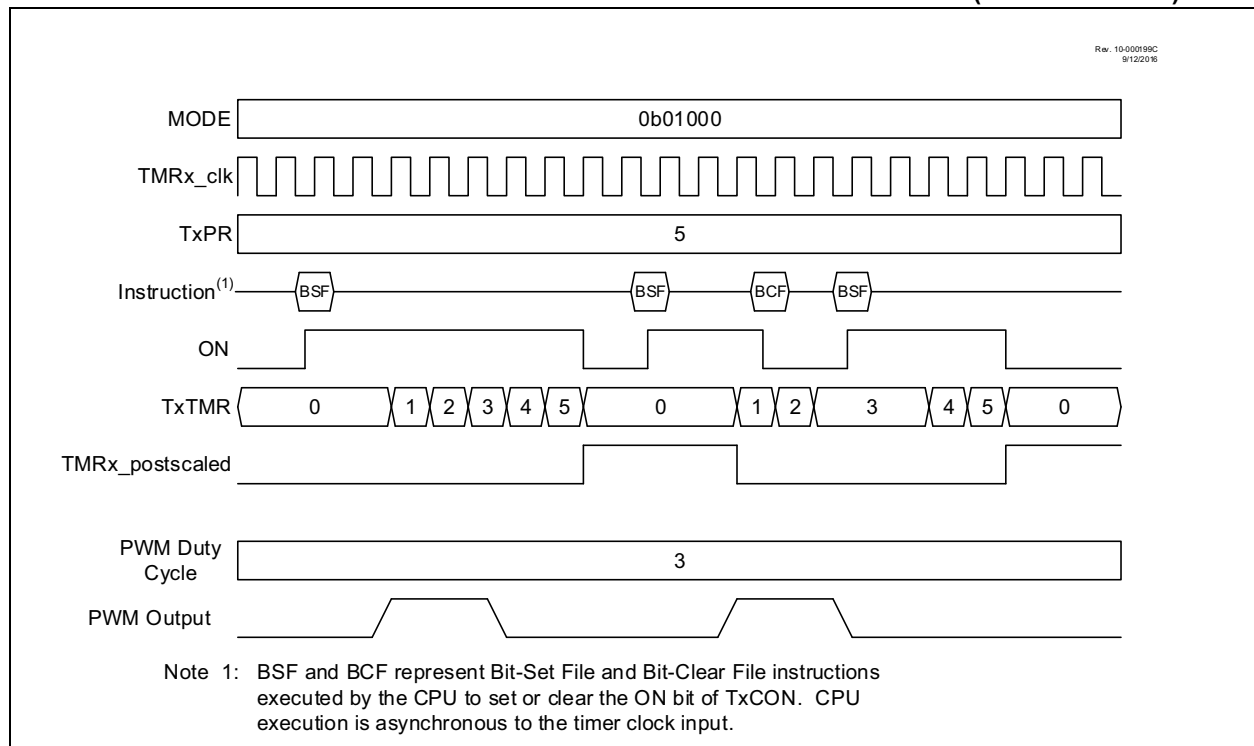 Rev. 10-000199C
9/12/2016
MODE 0b01000
TMRx_clk
TxPR 5
Instruction(1) BSF BSF BCF BSF
ON
TxTMR 0 1 2 3 4 5 0 1 2 3 4 5 0
TMRx_postscaled
PWM Duty
Cycle 3
PWM Output
Note 1: BSF and BCF represent Bit-Set File and Bit-Clear File instructions
executed by the CPU to set or clear the ON bit of TxCON. CPU
execution is asynchronous to the timer clock input.